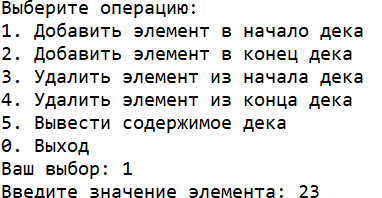 Выберите операцию:
1. Добавить элемент в начало дека
2. Добавить элемент в конец дека
3. Удалить элемент из начала дека
4. Удалить элемент из конца дека
5. Вывести содержимое дека
0. Выход
Ваш выбор: 1
Введите значение элемента: 23